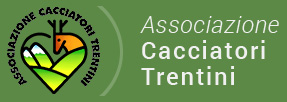 ASSOCIAZIONE CACCIATORI TRENTINI
Associazione
Cacciatori
Trentini